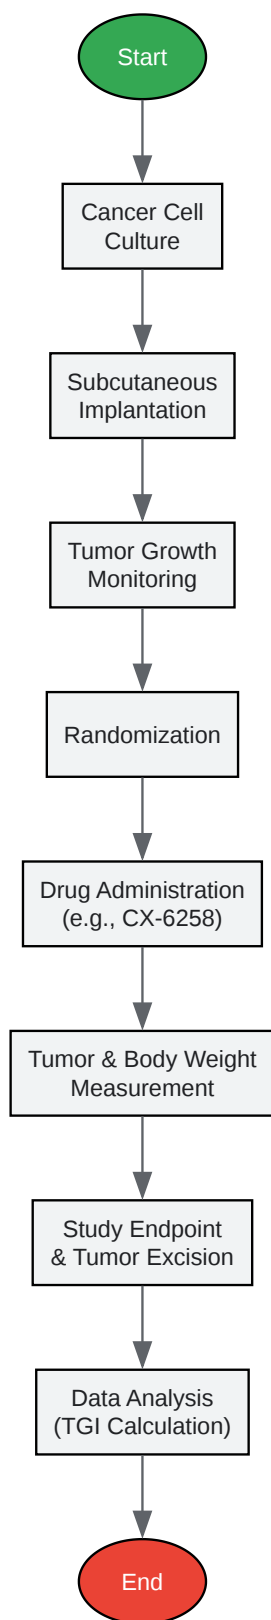 Start
Cancer Cell
Culture
Subcutaneous
Implantation
Tumor Growth
Monitoring
Randomization
Drug Administration
(e.g., CX-6258)
Tumor & Body Weight
Measurement
Study Endpoint
& Tumor Excision
Data Analysis
(TGI Calculation)
End